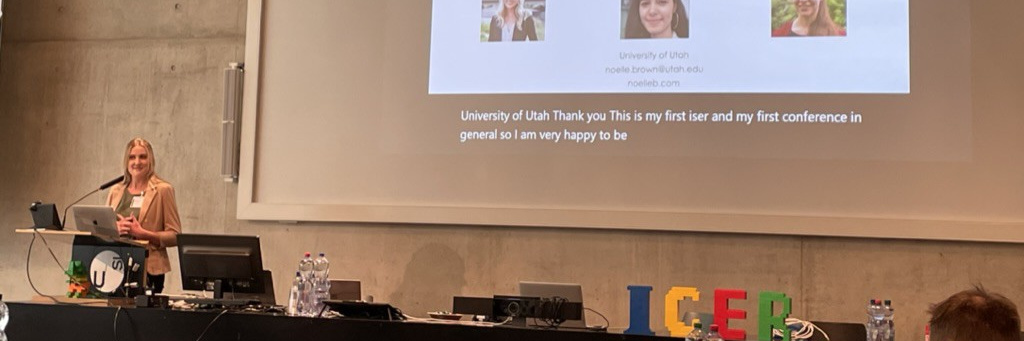 University of Utah
noelle.brown@utah.edu
noelleb.com
University of Utah Thank you This is my first iser and my first conference in
general so I am very happy to be
U
SI
ICER